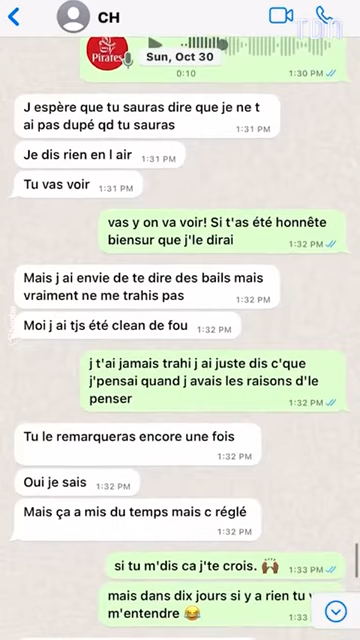 CH
Pirates
Sun, Oct 30
0:10
1:30 PM
J espère que tu sauras dire que je ne t
ai pas dupé qd tu sauras
1:31 PM
Je dis rien en l air
1:31 PM
Tu vas voir
1:31 PM
vas y on va voir! Si t'as été honnête
biensur que j'le dirai
1:32 PM
Mais j ai envie de te dire des bails mais
vraiment ne me trahis pas
1:32 PM
Moi j ai tjs été clean de fou
1:32 PM
j t'ai jamais trahi j ai juste dis c'que
j'pensai quand j avais les raisons d'le
penser
1:32 PM
Tu le remarqueras encore une fois
1:32 PM
Oui je sais
1:32 PM
Mais ça a mis du temps mais c réglé
1:32 PM
si tu m'dis ca j'te crois. 🙌🏾
1:33 PM
mais dans dix jours si y a rien tu
m'entendre 😂
1:33